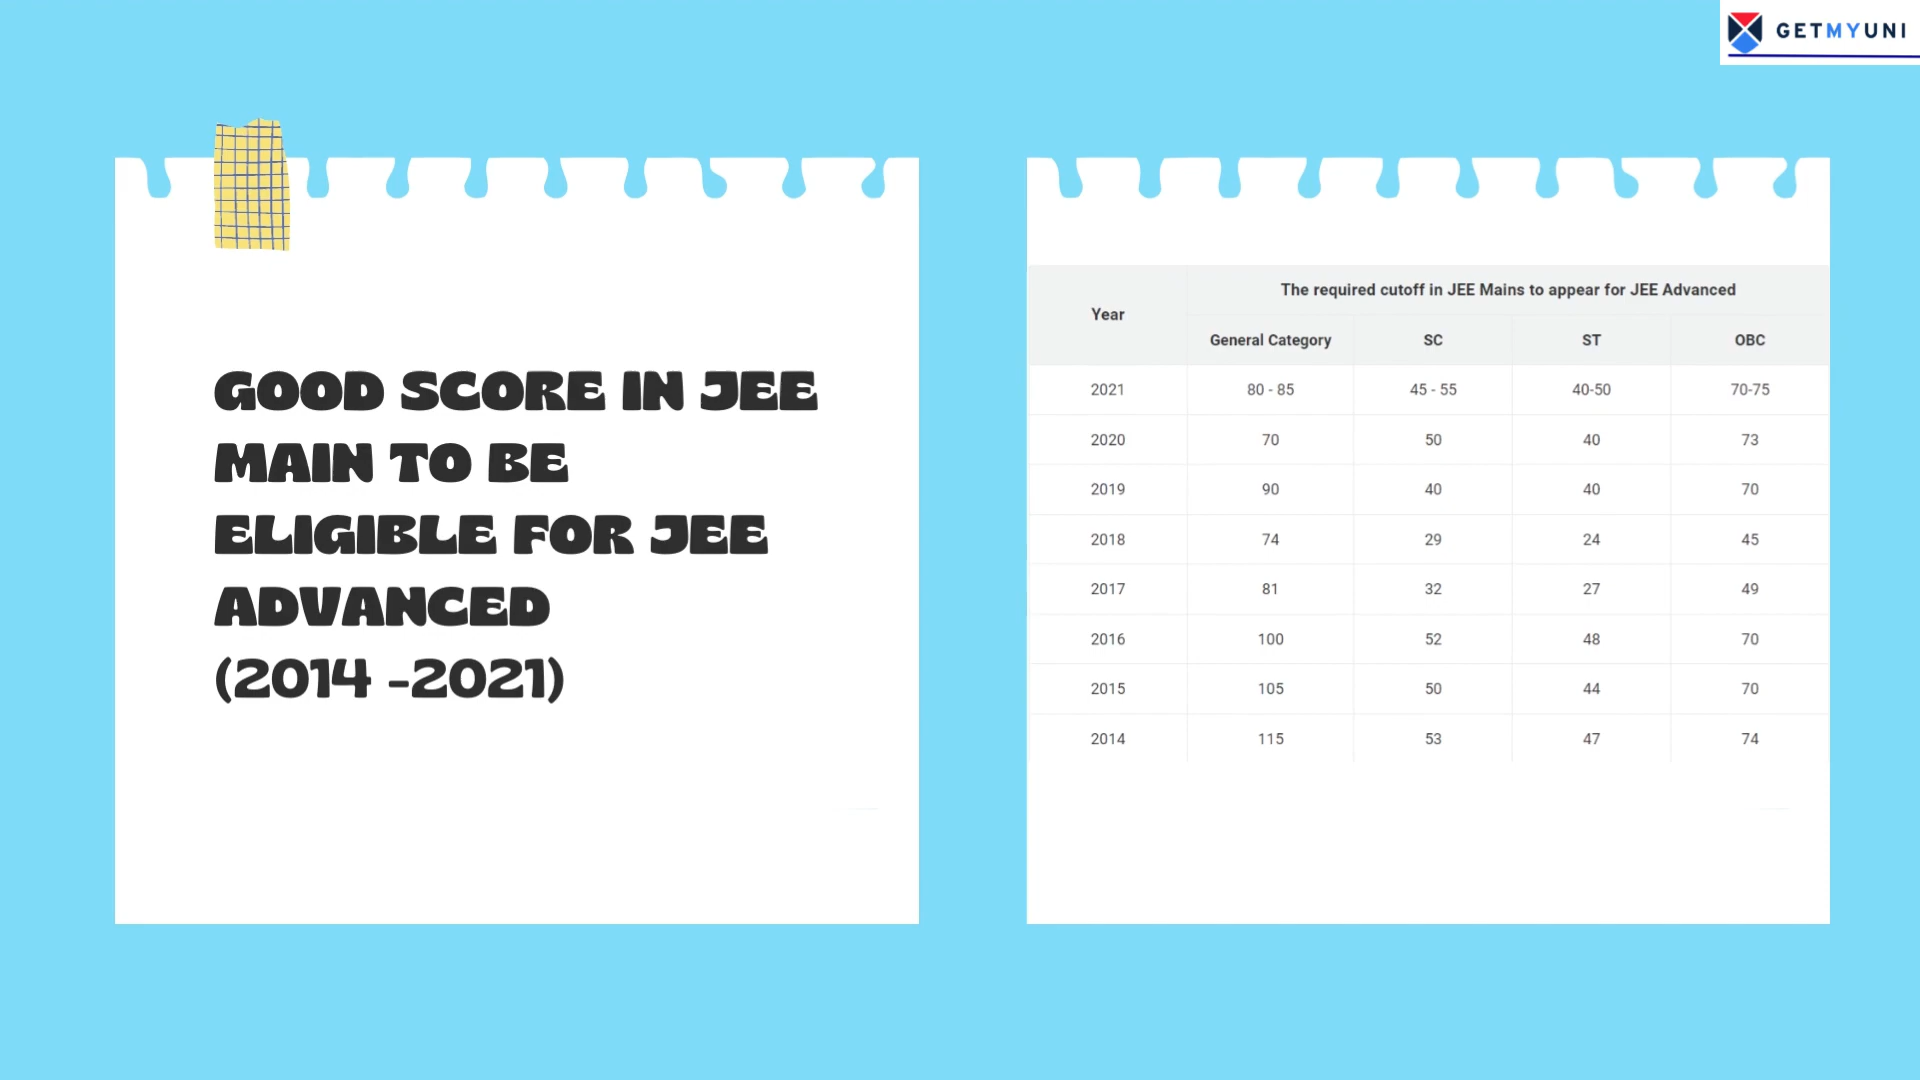 GETMYUNI
GOOD SCORE IN JEE
MAIN TO BE
ELIGIBLE FOR JEE
ADVANCED
(2014 -2021)
Year The required cutoff in JEE Mains to appear for JEE Advanced
General Category SC ST OBC
2021 80 - 85 45 - 55 40-50 70-75
2020 70 50 40 73
2019 90 40 40 70
2018 74 29 24 45
2017 81 32 27 49
2016 100 52 48 70
2015 105 50 44 70
2014 115 53 47 74